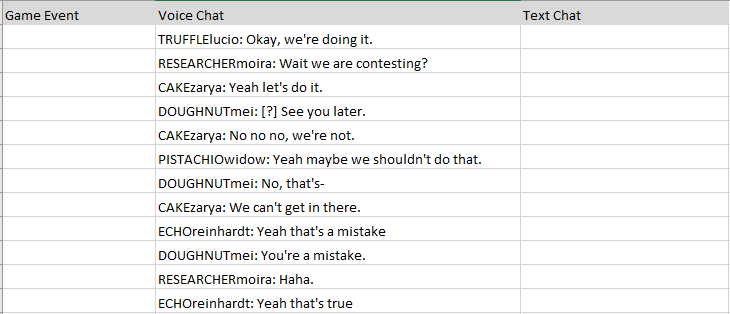 Game Event Voice Chat Text Chat
TRUFFLElucio: Okay, we're doing it.
RESEARCHERmoira: Wait we are contesting?
CAKEzarya: Yeah let's do it.
DOUGHNUTmei: [?] See you later.
CAKEzarya: No no no, we're not.
PISTACHIOwidow: Yeah maybe we shouldn't do that.
DOUGHNUTmei: No, that's-
CAKEzarya: We can't get in there.
ECHOreinhardt: Yeah that's a mistake
DOUGHNUTmei: You're a mistake.
RESEARCHERmoira: Haha.
ECHOreinhardt: Yeah that's true